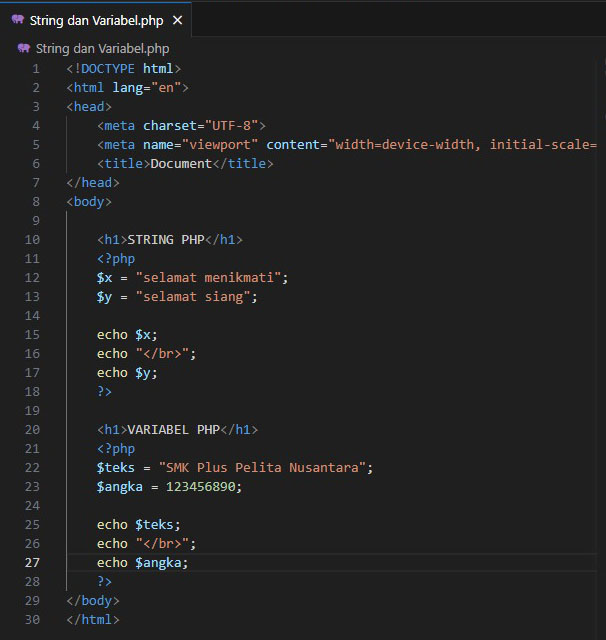 String dan Variabel.php ×
String dan Variabel.php
1 <!DOCTYPE html>
2 <html lang="en">
3 <head>
4 <meta charset="UTF-8">
5 <meta name="viewport" content="width=device-width, initial-scale=
6 <title>Document</title>
7 </head>
8 <body>
9
10 <h1>STRING PHP</h1>
11 <?php
12 $x = "selamat menikmati";
13 $y = "selamat siang";
14
15 echo $x;
16 echo "</br>";
17 echo $y;
18 ?>
19
20 <h1>VARIABEL PHP</h1>
21 <?php
22 $teks = "SMK Plus Pelita Nusantara";
23 $angka = 123456890;
24
25 echo $teks;
26 echo "</br>";
27 echo $angka;
28 ?>
29 </body>
30 </html>